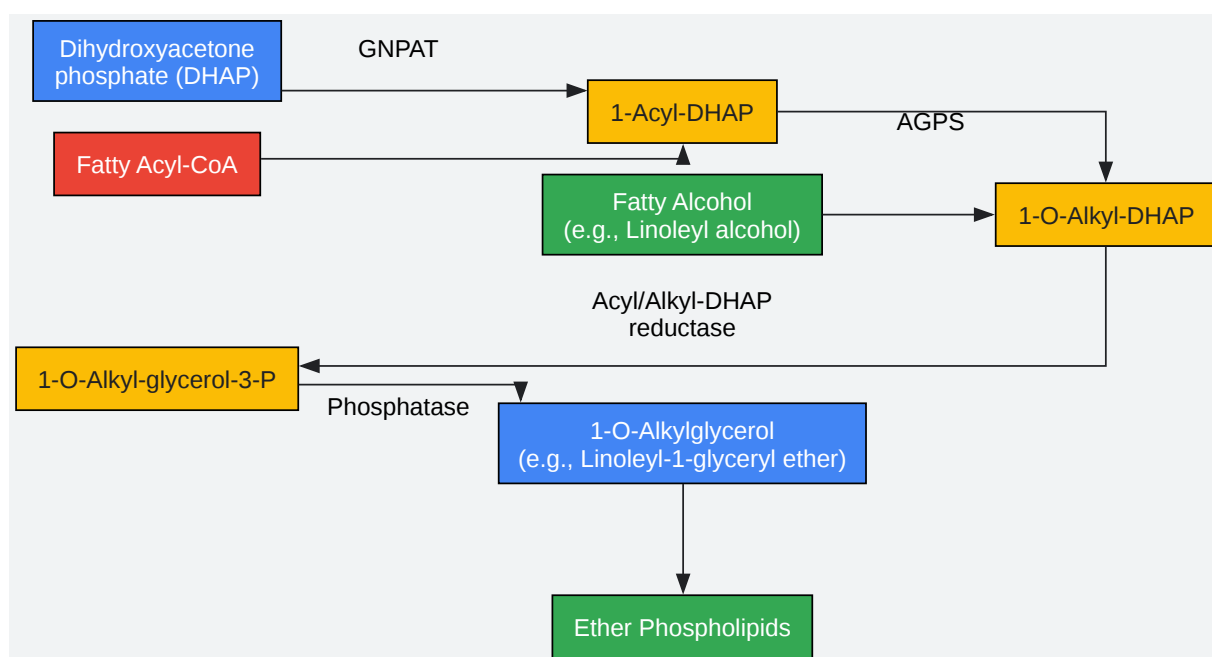 Dihydroxyacetone
phosphate (DHAP)
GNPAT
1-Acyl-DHAP
AGPS
Fatty Acyl-CoA
Fatty Alcohol
(e.g., Linoleyl alcohol)
1-O-Alkyl-DHAP
Acyl/Alkyl-DHAP
reductase
1-O-Alkyl-glycerol-3-P
Phosphatase
1-O-Alkylglycerol
(e.g., Linoleyl-1-glyceryl ether)
Ether Phospholipids